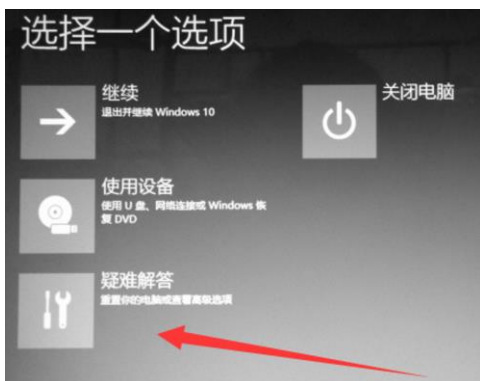 选择一个选项
继续
退出并继续 Windows 10
关闭电脑
使用设备
使用 U 盘、网络连接或 Windows 恢
复 DVD
疑难解答
重置你的电脑或查看高级选项